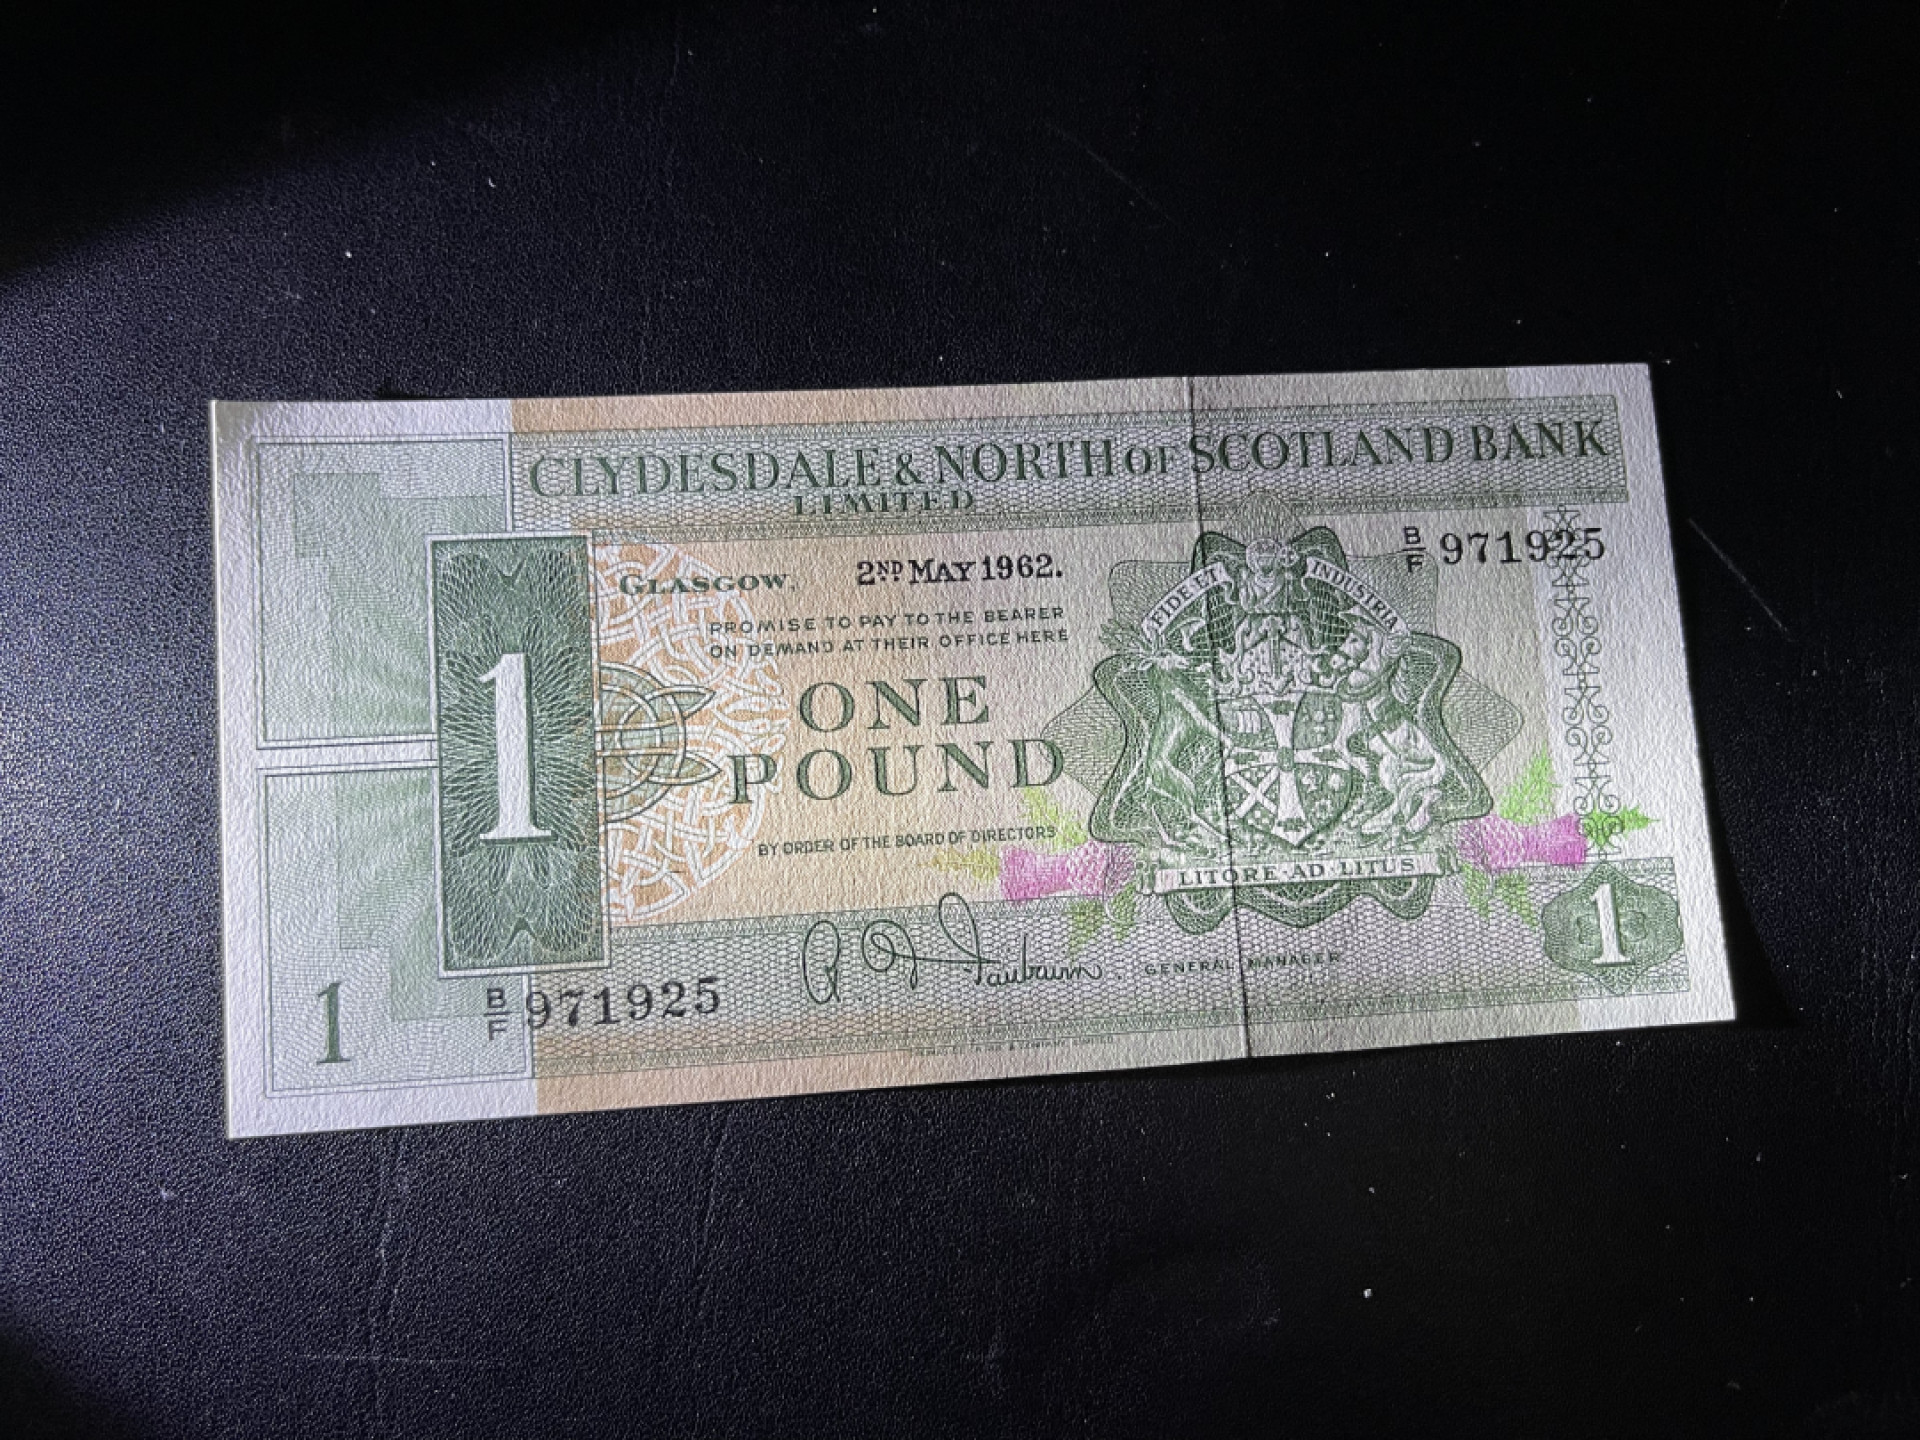 CLYDESDALE & NORTH OF SCOTLAND BANK
LIMITED
B/F 971925
GLASGOW, 2ND MAY 1962.
PROMISE TO PAY TO THE BEARER
ON DEMAND AT THEIR OFFICE HERE
FIDE ET INDUSTRIA
1
ONE
POUND
BY ORDER OF THE BOARD OF DIRECTORS
LITORE·AD·LITUS
1
R. D. Fairbairn. GENERAL MANAGER
1
B/F 971925